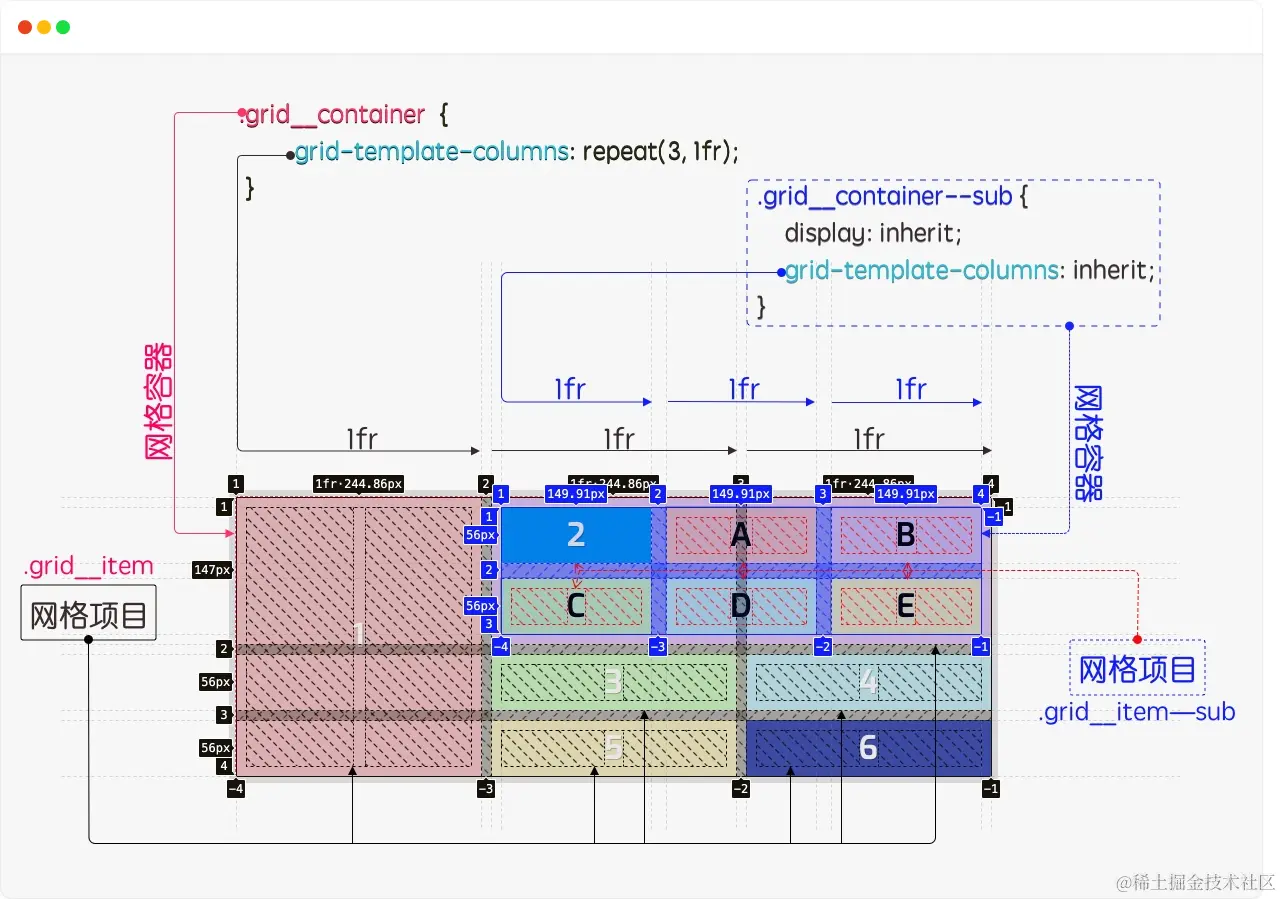 .grid__container {
grid-template-columns: repeat(3, 1fr);
}
.grid__container--sub {
display: inherit;
grid-template-columns: inherit;
}
网格容器
网格容器
1fr 1fr 1fr
1fr 1fr 1fr
1 1fr·244.86px 2 1fr·244.86px 3 1fr·244.86px 4
1 149.91px 2 149.91px 3 149.91px 4
1 1 -1 -1
56px 2 A B
.grid__item
147px 2
网格项目
56px C D E
3
1
2 -4 -3 -2 -1
网格项目
56px 3 4
.grid__item—sub
3
56px 5 6
4
-4 -3 -2 -1
@稀土掘金技术社区